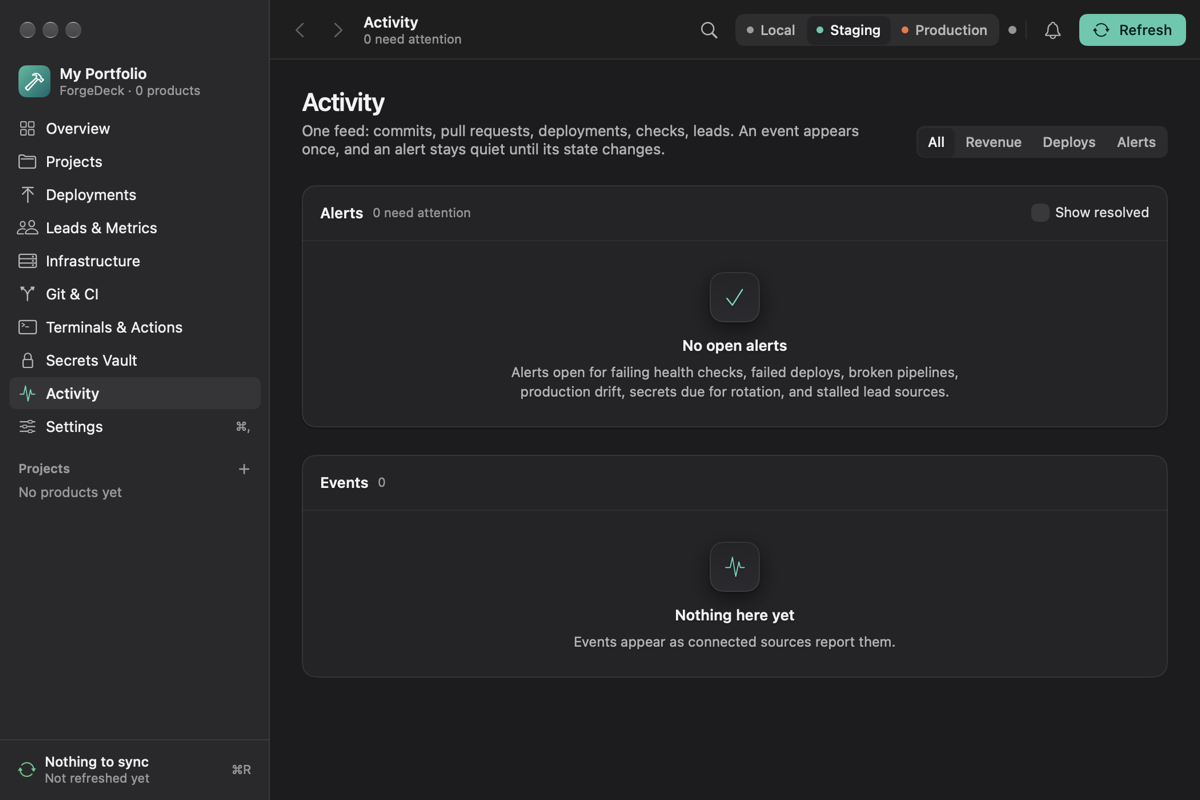 My Portfolio
ForgeDeck · 0 products
Overview
Projects
Deployments
Leads & Metrics
Infrastructure
Git & CI
Terminals & Actions
Secrets Vault
Activity
Settings ⌘,
Projects +
No products yet
Nothing to sync
Not refreshed yet
⌘R
Activity
0 need attention
Local Staging Production
Refresh
Activity
One feed: commits, pull requests, deployments, checks, leads. An event appears
once, and an alert stays quiet until its state changes.
All Revenue Deploys Alerts
Alerts 0 need attention
Show resolved
No open alerts
Alerts open for failing health checks, failed deploys, broken pipelines,
production drift, secrets due for rotation, and stalled lead sources.
Events 0
Nothing here yet
Events appear as connected sources report them.